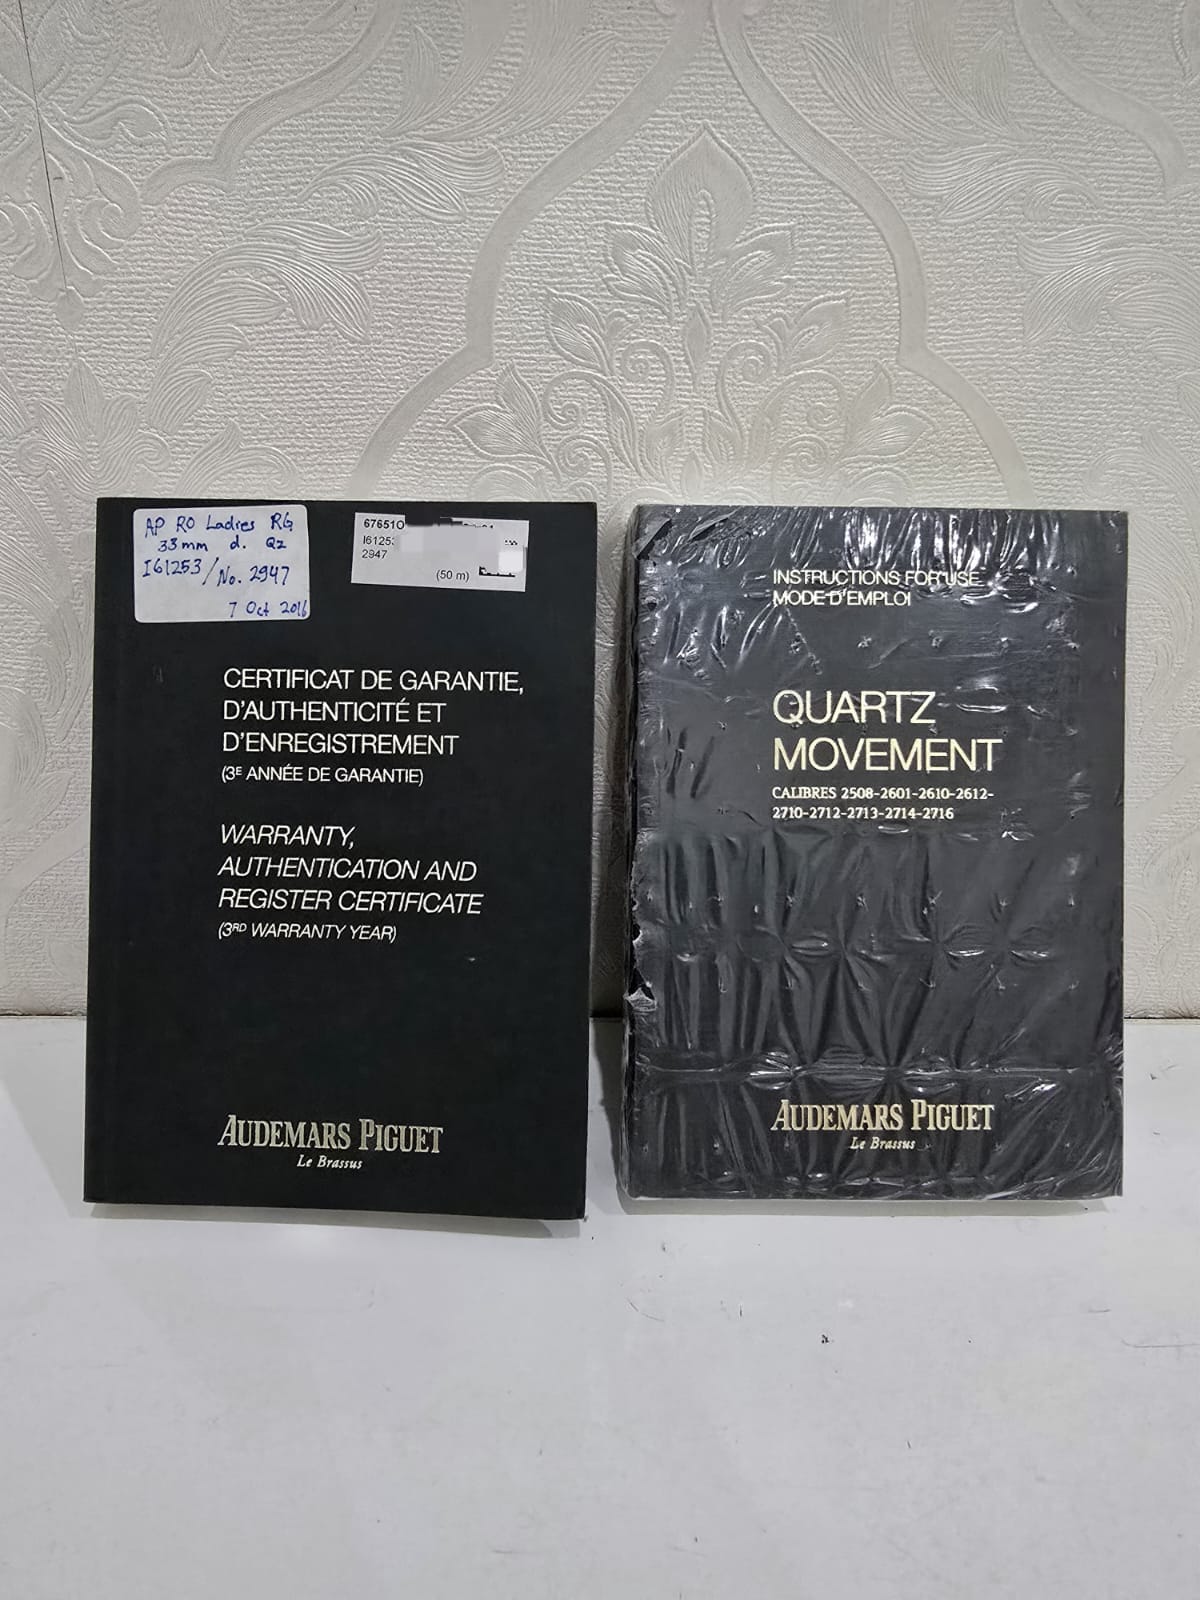 AP RO Ladies RG
33mm d. Qz
I61253/No. 2947
7 Oct 2016
67651O
I6125
2947
(50 m)
CERTIFICAT DE GARANTIE,
D'AUTHENTICITÉ ET
D'ENREGISTREMENT
(3E ANNÉE DE GARANTIE)
WARRANTY,
AUTHENTICATION AND
REGISTER CERTIFICATE
(3RD WARRANTY YEAR)
AUDEMARS PIGUET
Le Brassus
INSTRUCTIONS FOR USE
MODE D'EMPLOI
QUARTZ
MOVEMENT
CALIBRES 2508-2601-2610-2612-
2710-2712-2713-2714-2716
AUDEMARS PIGUET
Le Brassus